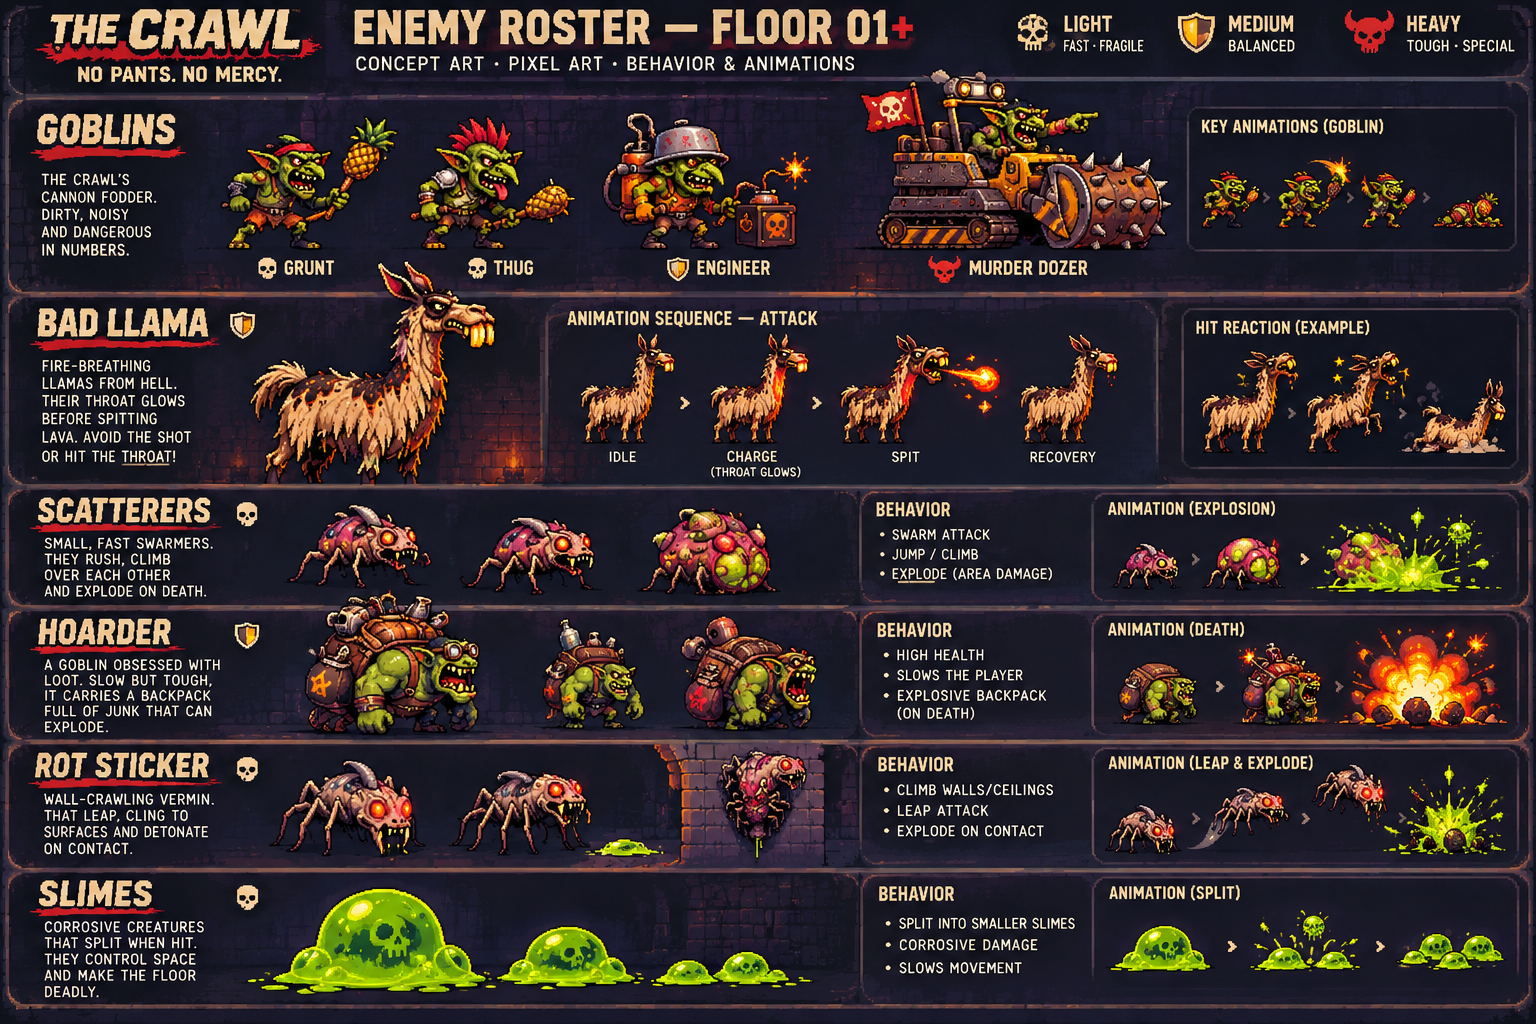 THE CRAWL
NO PANTS. NO MERCY.
ENEMY ROSTER — FLOOR 01+
CONCEPT ART · PIXEL ART · BEHAVIOR & ANIMATIONS
LIGHT
FAST · FRAGILE
MEDIUM
BALANCED
HEAVY
TOUGH · SPECIAL
GOBLINS
THE CRAWL'S
CANNON FODDER.
DIRTY, NOISY
AND DANGEROUS
IN NUMBERS.
GRUNT
THUG
ENGINEER
MURDER DOZER
KEY ANIMATIONS (GOBLIN)
BAD LLAMA
FIRE-BREATHING
LLAMAS FROM HELL.
THEIR THROAT GLOWS
BEFORE SPITTING
LAVA. AVOID THE SHOT
OR HIT THE THROAT!
ANIMATION SEQUENCE — ATTACK
IDLE
CHARGE
(THROAT GLOWS)
SPIT
RECOVERY
HIT REACTION (EXAMPLE)
SCATTERERS
SMALL, FAST SWARMERS.
THEY RUSH, CLIMB
OVER EACH OTHER
AND EXPLODE ON DEATH.
BEHAVIOR
• SWARM ATTACK
• JUMP / CLIMB
• EXPLODE (AREA DAMAGE)
ANIMATION (EXPLOSION)
HOARDER
A GOBLIN OBSESSED WITH
LOOT. SLOW BUT TOUGH,
IT CARRIES A BACKPACK
FULL OF JUNK THAT CAN
EXPLODE.
BEHAVIOR
• HIGH HEALTH
• SLOWS THE PLAYER
• EXPLOSIVE BACKPACK
(ON DEATH)
ANIMATION (DEATH)
ROT STICKER
WALL-CRAWLING VERMIN.
THAT LEAP, CLING TO
SURFACES AND DETONATE
ON CONTACT.
BEHAVIOR
• CLIMB WALLS/CEILINGS
• LEAP ATTACK
• EXPLODE ON CONTACT
ANIMATION (LEAP & EXPLODE)
SLIMES
CORROSIVE CREATURES
THAT SPLIT WHEN HIT.
THEY CONTROL SPACE
AND MAKE THE FLOOR
DEADLY.
BEHAVIOR
• SPLIT INTO SMALLER SLIMES
• CORROSIVE DAMAGE
• SLOWS MOVEMENT
ANIMATION (SPLIT)